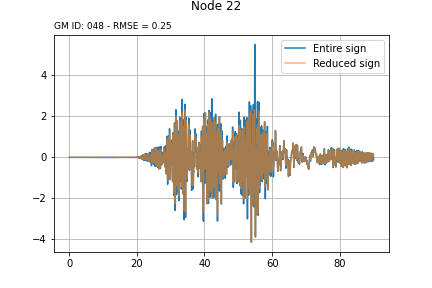 Node 22
GM ID: 048 - RMSE = 0.25
Entire sign
Reduced sign
4
2
0
−2
−4
0 20 40 60 80